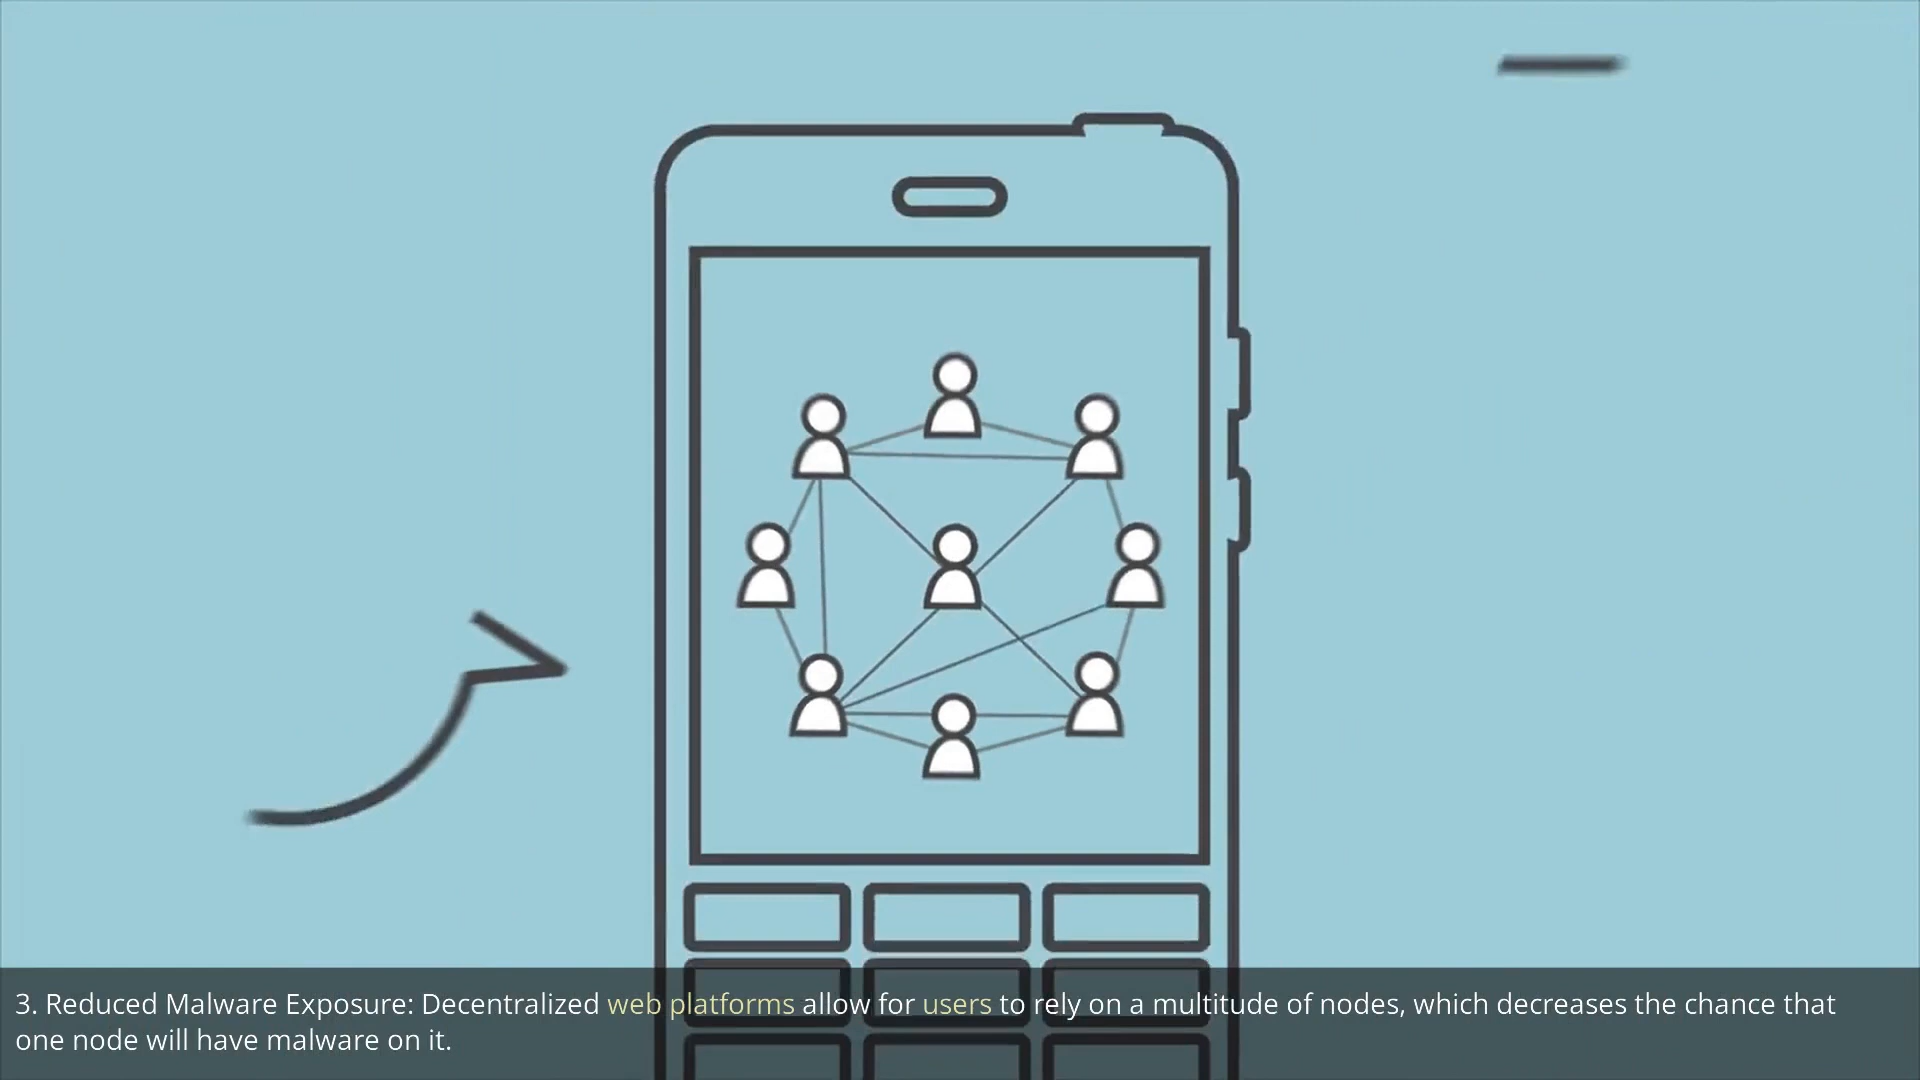 3. Reduced Malware Exposure: Decentralized web platforms allow for users to rely on a multitude of nodes, which decreases the chance that
one node will have malware on it.